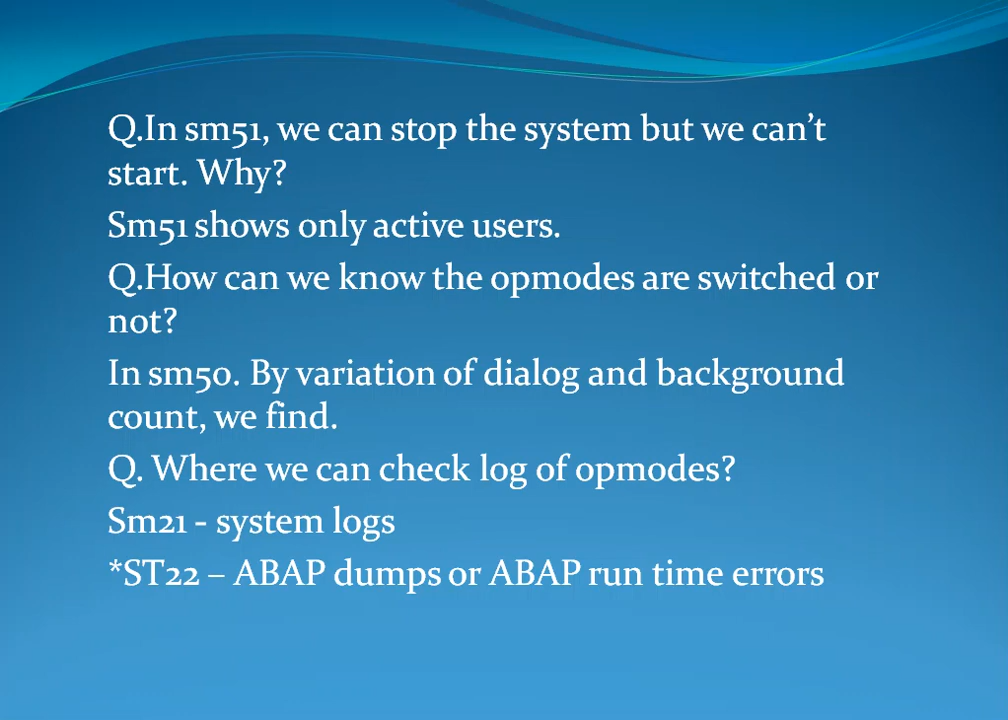 Q.In sm51, we can stop the system but we can’t
start. Why?
Sm51 shows only active users.
Q.How can we know the opmodes are switched or
not?
In sm50. By variation of dialog and background
count, we find.
Q. Where we can check log of opmodes?
Sm21 - system logs
*ST22 – ABAP dumps or ABAP run time errors